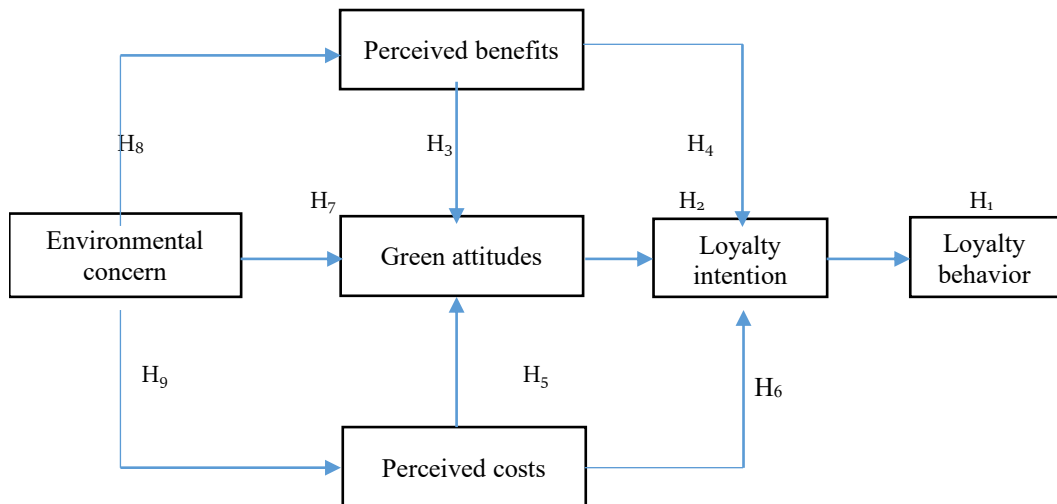 Perceived benefits
H₈
H₃
H₄
H₇
H₂
H₁
Environmental
concern
Green attitudes
Loyalty
intention
Loyalty
behavior
H₉
H₅
H₆
Perceived costs